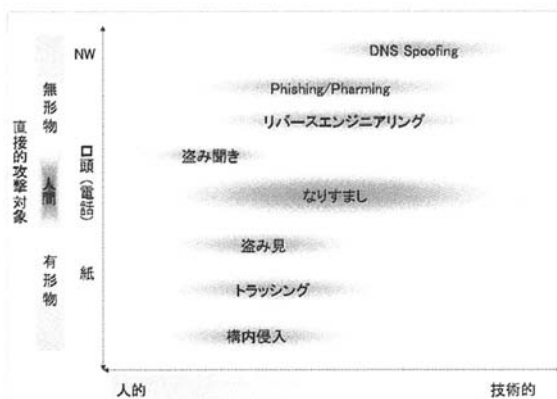 直接的攻撃対象
無形物
人間
有形物
NW
口頭(電話)
紙
DNS Spoofing
Phishing/Pharming
リバースエンジニアリング
盗み聞き
なりすまし
盗み見
トラッシング
構内侵入
人的
技術的